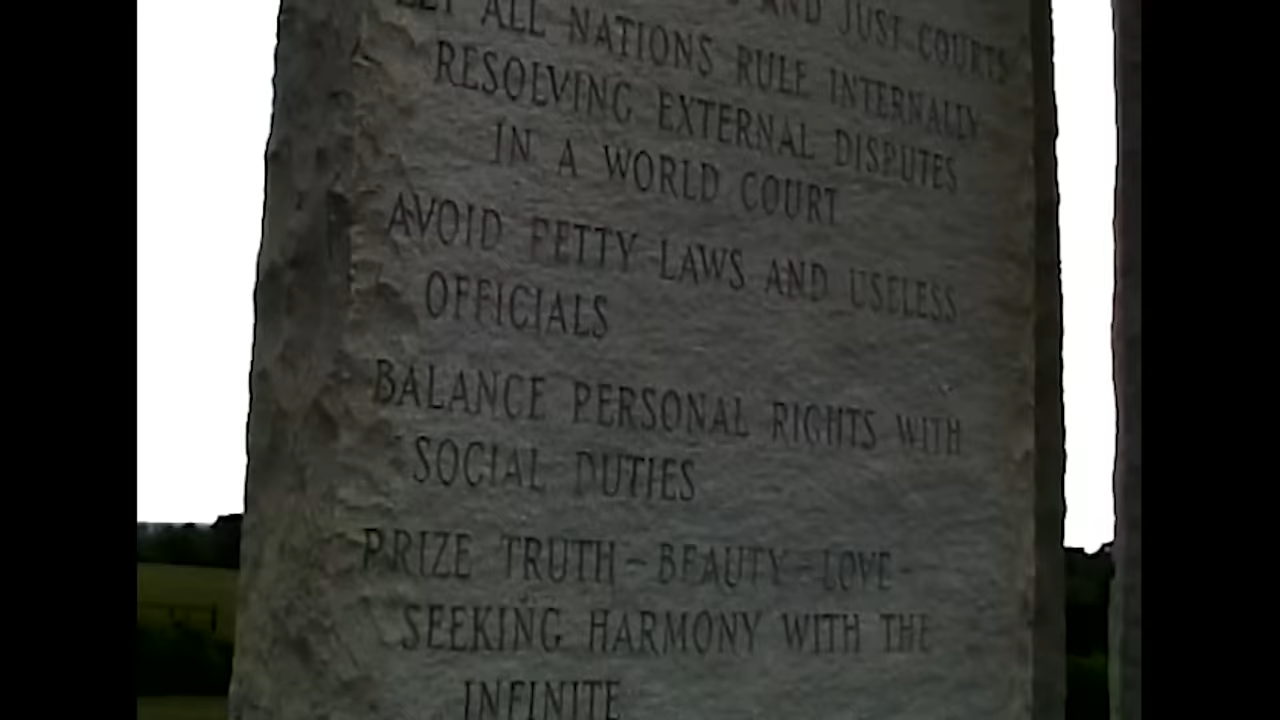 AND JUST COURTS
LET ALL NATIONS RULE INTERNALLY
RESOLVING EXTERNAL DISPUTES
IN A WORLD COURT
AVOID PETTY LAWS AND USELESS
OFFICIALS
BALANCE PERSONAL RIGHTS WITH
SOCIAL DUTIES
PRIZE TRUTH – BEAUTY – LOVE –
SEEKING HARMONY WITH THE
INFINITE